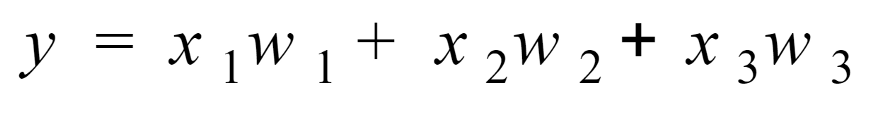 y = x₁w₁ + x₂w₂ + x₃w₃